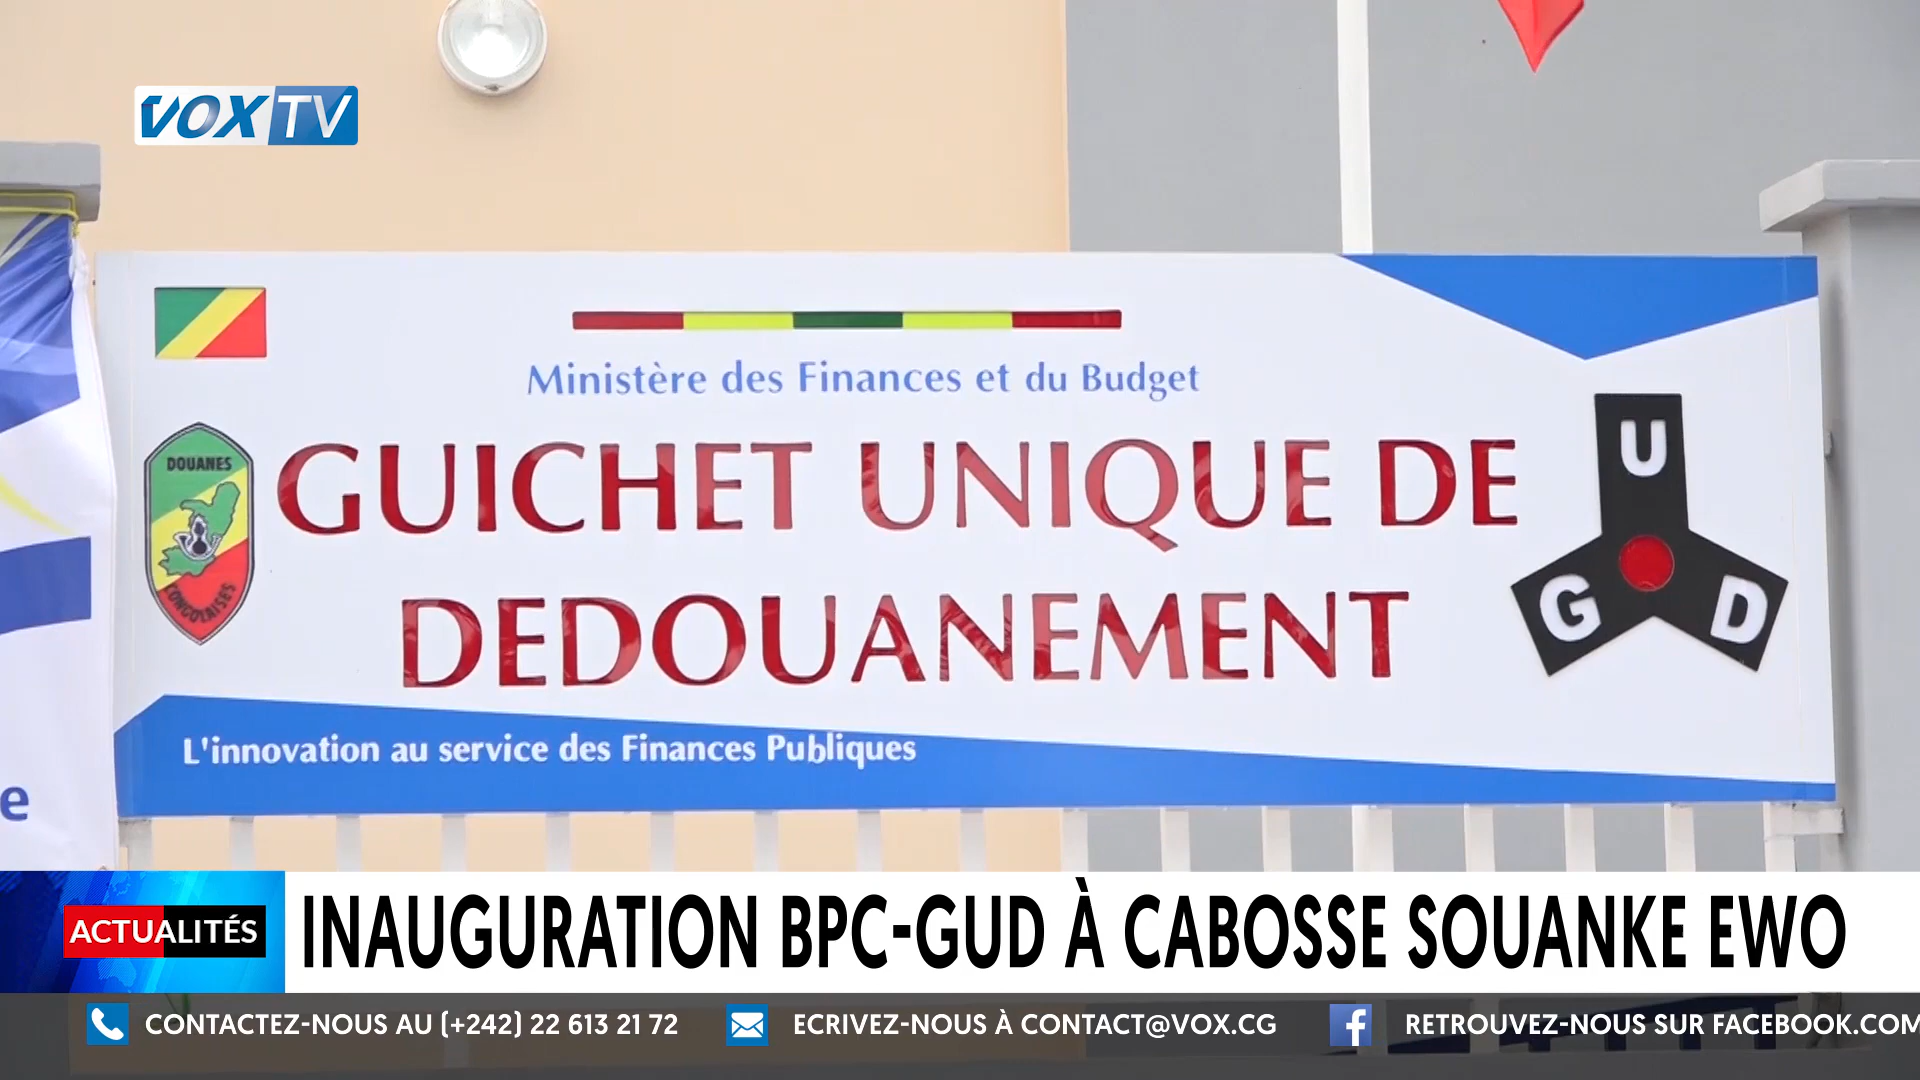 VOX TV
Ministère des Finances et du Budget
DOUANES
CONGOLAISES
GUICHET UNIQUE DE
DEDOUANEMENT
U
G D
L'innovation au service des Finances Publiques
e
ACTUALITÉS
INAUGURATION BPC-GUD À CABOSSE SOUANKE EWO
CONTACTEZ-NOUS AU (+242) 22 613 21 72
ECRIVEZ-NOUS À CONTACT@VOX.CG
RETROUVEZ-NOUS SUR FACEBOOK.COM